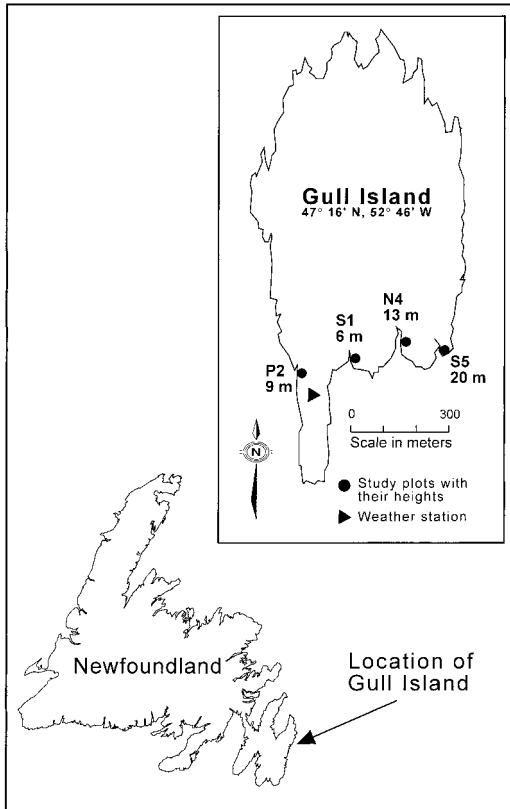 Gull Island
47° 16' N, 52° 46' W
N4
13 m
S1
6 m
P2
9 m
S5
20 m
0 300
Scale in meters
N
Study plots with
their heights
Weather station
Newfoundland
Location of
Gull Island